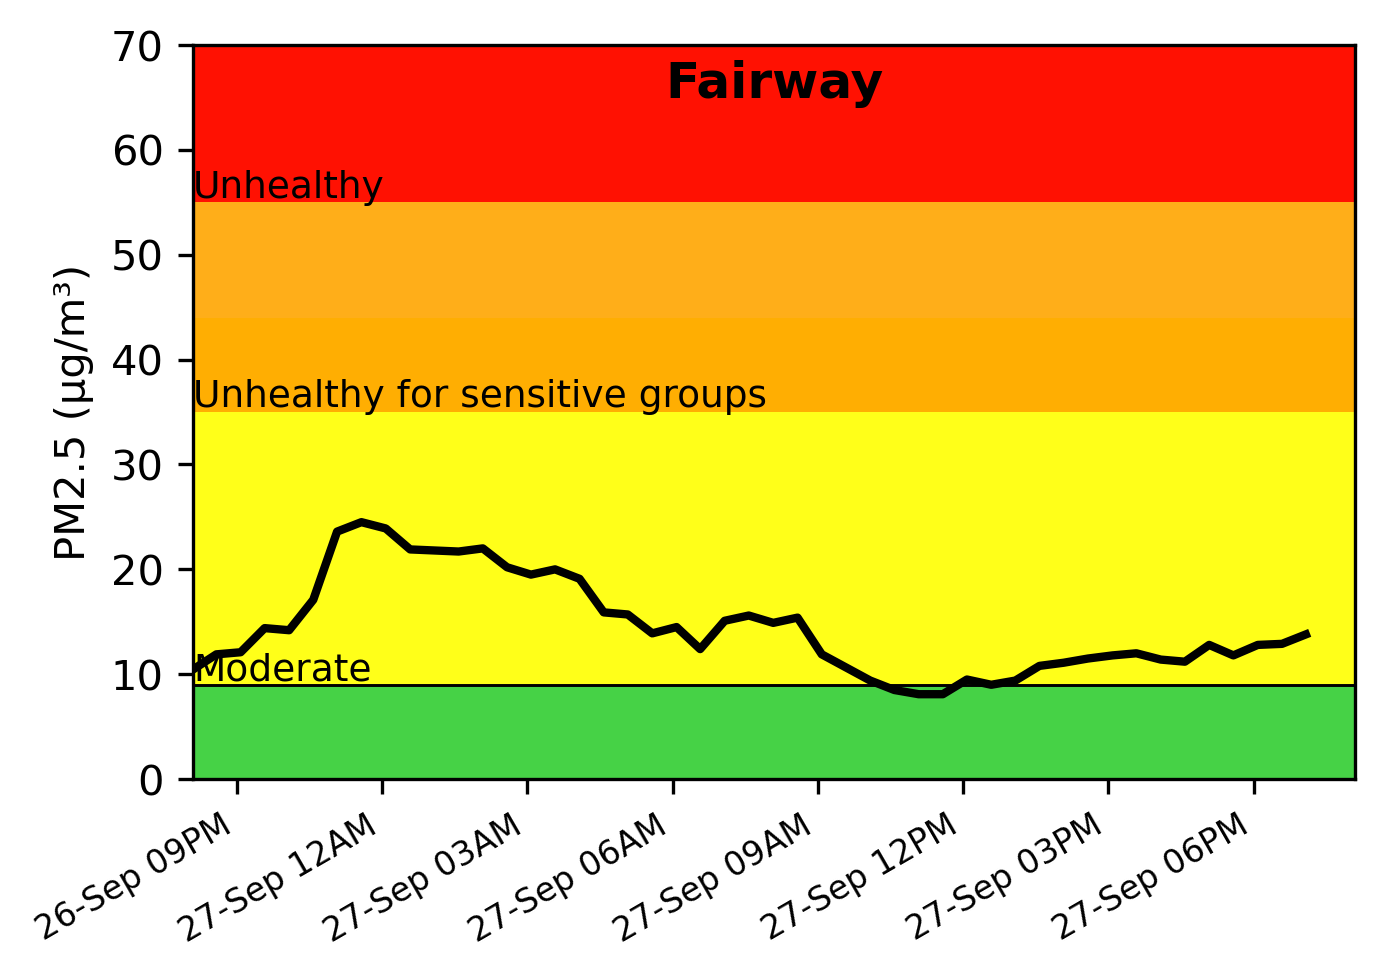 Fairway
PM2.5 (µg/m³)
70
60
50
40
30
20
10
0
Unhealthy
Unhealthy for sensitive groups
Moderate
26-Sep 09PM
27-Sep 12AM
27-Sep 03AM
27-Sep 06AM
27-Sep 09AM
27-Sep 12PM
27-Sep 03PM
27-Sep 06PM